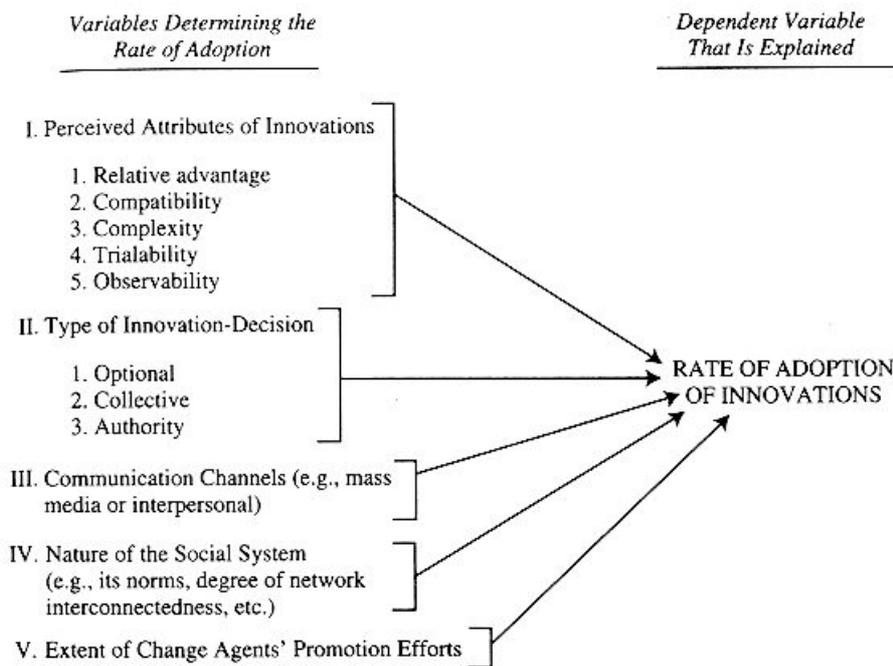 Variables Determining the
Rate of Adoption
Dependent Variable
That Is Explained
I. Perceived Attributes of Innovations
1. Relative advantage
2. Compatibility
3. Complexity
4. Trialability
5. Observability
II. Type of Innovation-Decision
1. Optional
2. Collective
3. Authority
III. Communication Channels (e.g., mass
media or interpersonal)
IV. Nature of the Social System
(e.g., its norms, degree of network
interconnectedness, etc.)
V. Extent of Change Agents' Promotion Efforts
RATE OF ADOPTION
OF INNOVATIONS